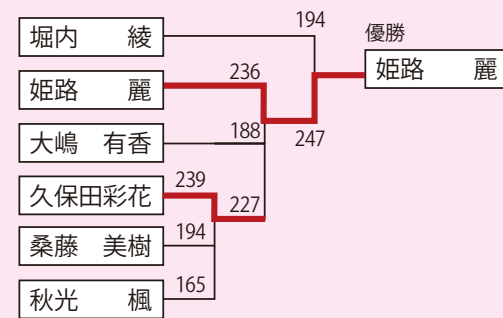 194
優勝
堀内 綾
姫路 麗
236
姫路 麗
188
大嶋 有香
247
239
久保田彩花
227
194
桑藤 美樹
165
秋光 楓